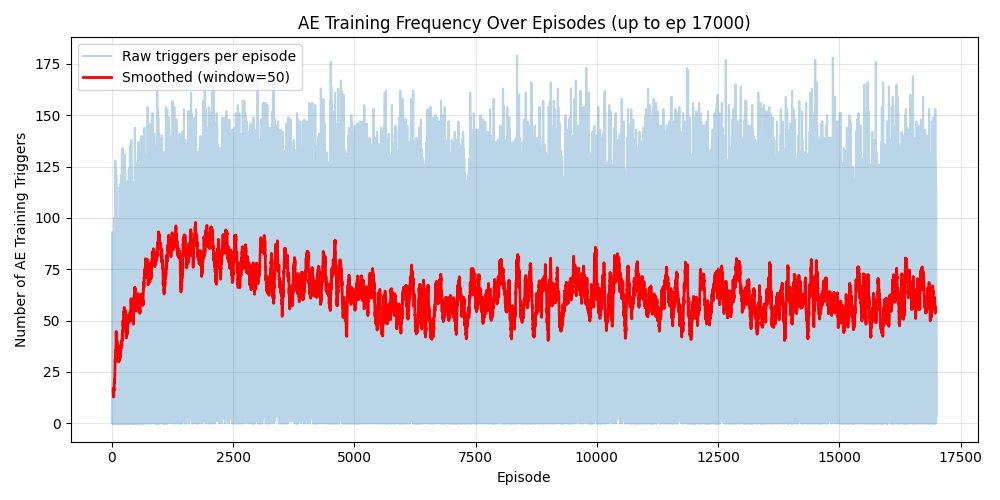 AE Training Frequency Over Episodes (up to ep 17000)
Raw triggers per episode
Smoothed (window=50)
Number of AE Training Triggers
175
150
125
100
75
50
25
0
0 2500 5000 7500 10000 12500 15000 17500
Episode